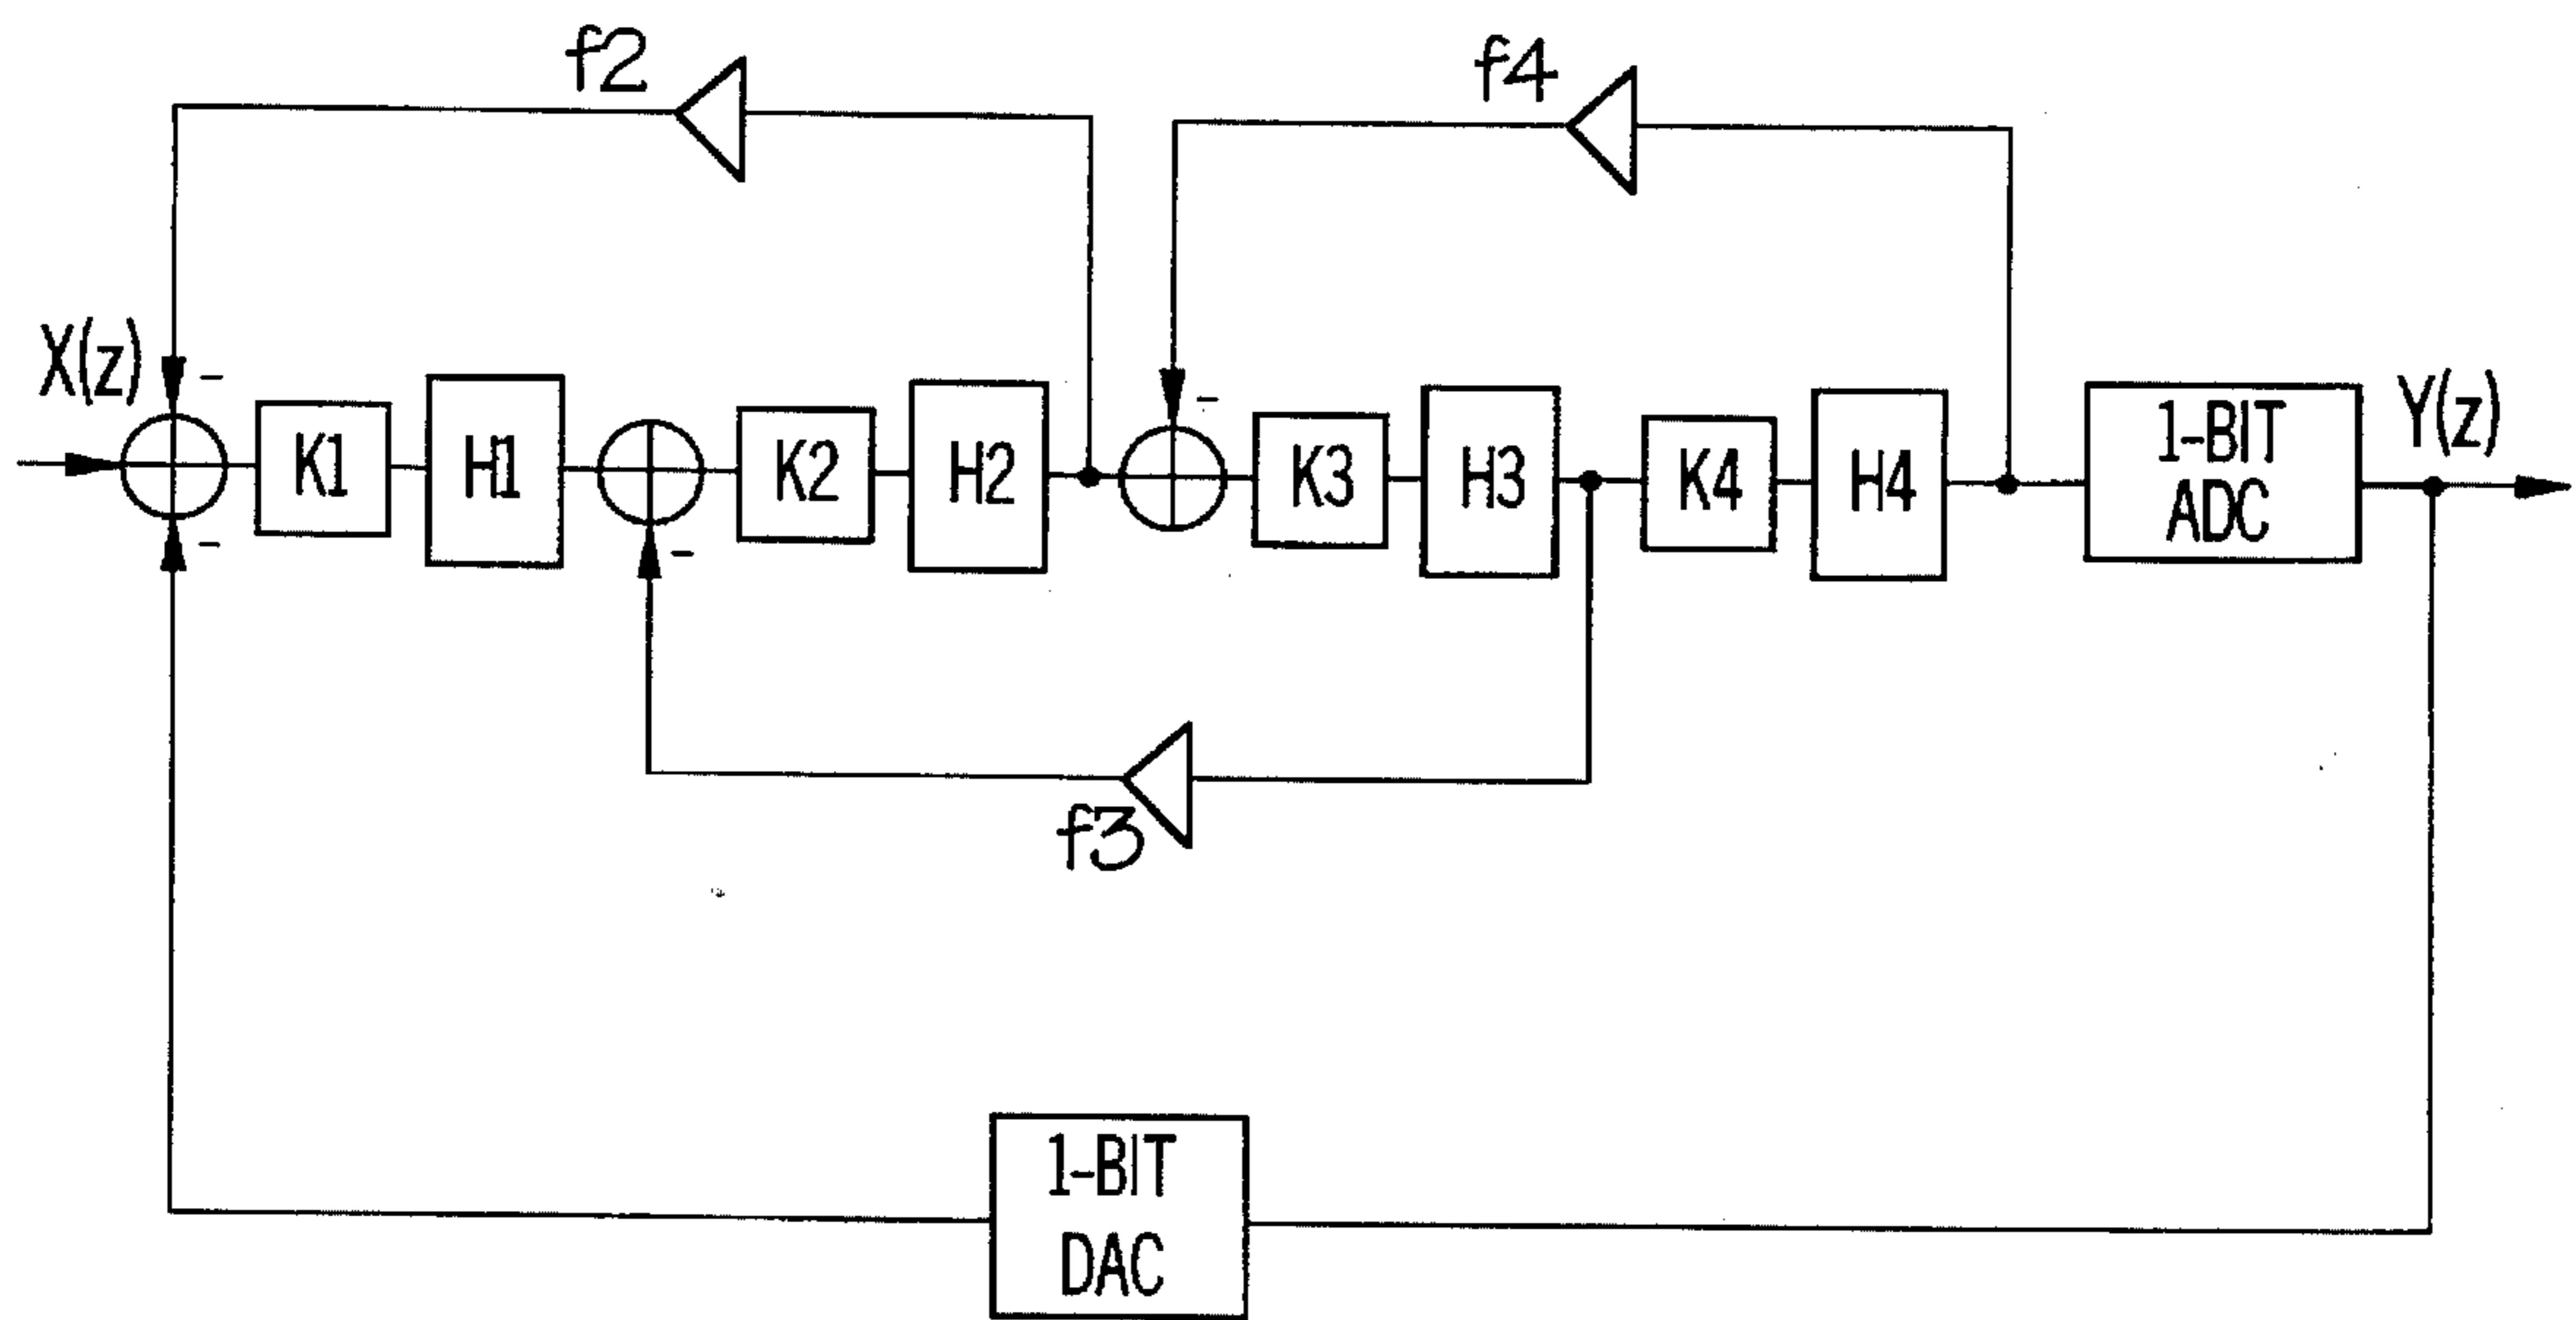 f2
f4
X(z)
K1
H1
K2
H2
K3
H3
K4
H4
1-BIT
ADC
Y(z)
-
-
-
-
f3
1-BIT
DAC